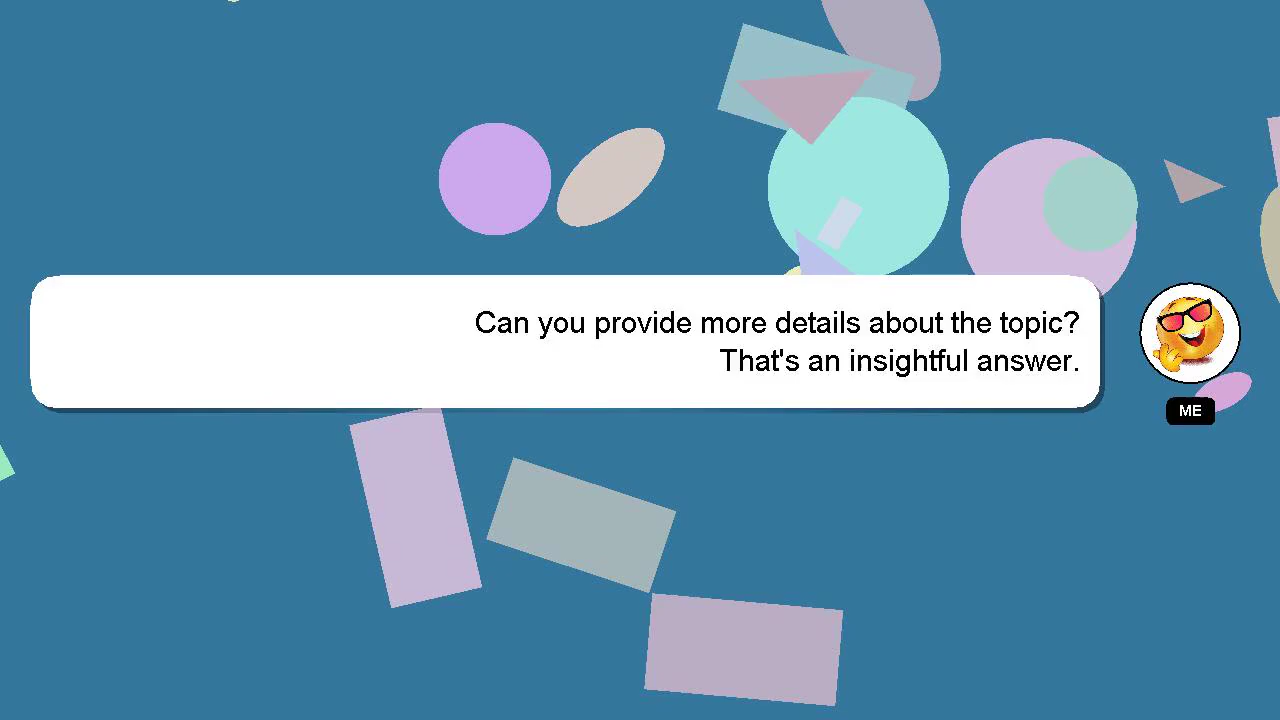 Can you provide more details about the topic?
That's an insightful answer.
ME